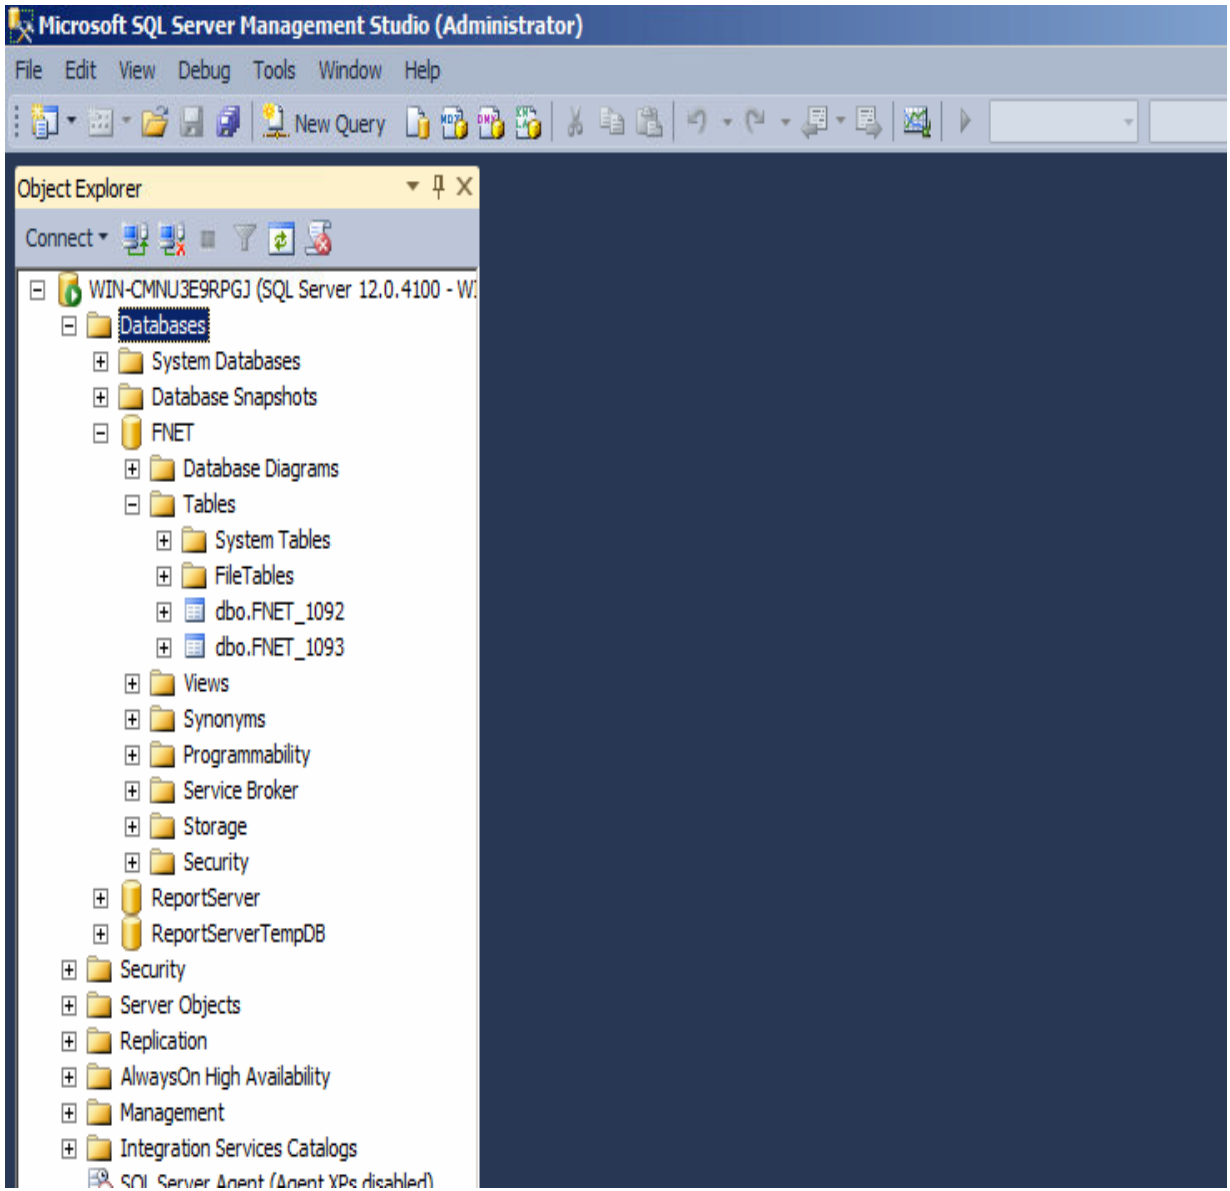 Microsoft SQL Server Management Studio (Administrator)
File Edit View Debug Tools Window Help
New Query
Object Explorer
Connect
WIN-CMNU3E9RPGJ (SQL Server 12.0.4100 - WI
Databases
System Databases
Database Snapshots
FNET
Database Diagrams
Tables
System Tables
FileTables
dbo.FNET_1092
dbo.FNET_1093
Views
Synonyms
Programmability
Service Broker
Storage
Security
ReportServer
ReportServerTempDB
Security
Server Objects
Replication
AlwaysOn High Availability
Management
Integration Services Catalogs
SQL Server Agent (Agent XPs disabled)